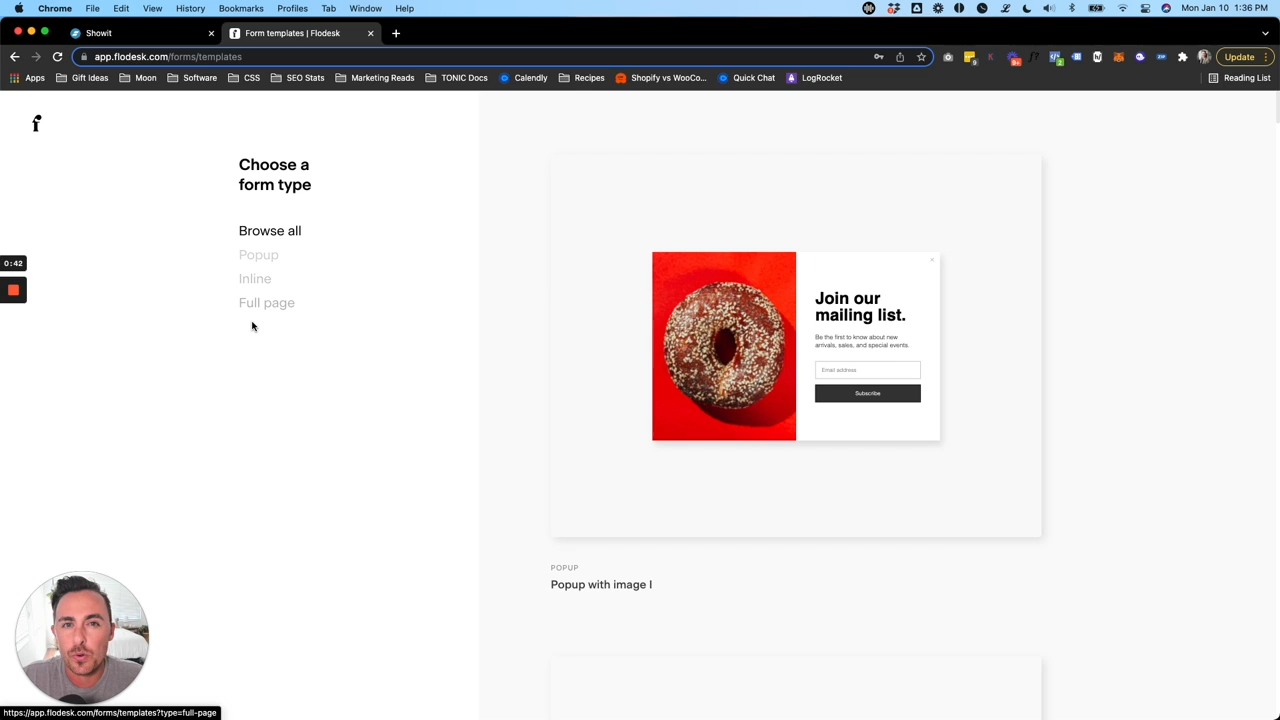 Chrome File Edit View History Bookmarks Profiles Tab Window Help
Mon Jan 10 1:36 PM
Showit
Form templates | Flodesk
app.flodesk.com/forms/templates
Update
Apps Gift Ideas Moon Software CSS SEO Stats Marketing Reads TONIC Docs Calendly Recipes Shopify vs WooCo... Quick Chat LogRocket Reading List
Choose a
form type
Browse all
Popup
Inline
Full page
0:42
Join our
mailing list.
Be the first to know about new
arrivals, sales, and special events.
Email address
Subscribe
POPUP
Popup with image I
https://app.flodesk.com/forms/templates?type=full-page